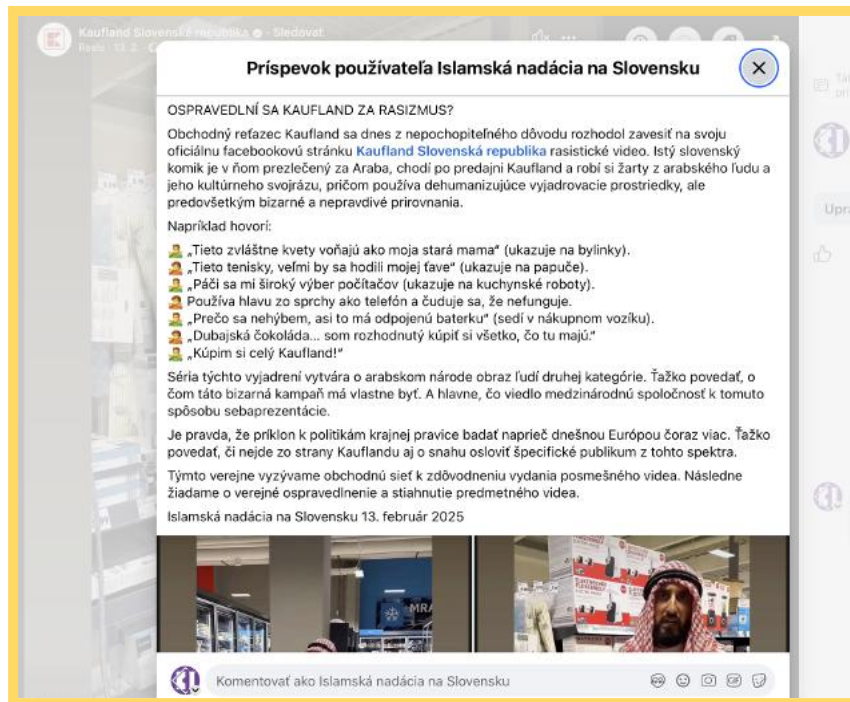 Kaufland Slovenská republika · Sledovať
Reels · 13. 2. ·
Príspevok používateľa Islamská nadácia na Slovensku
OSPRAVEDLNÍ SA KAUFLAND ZA RASIZMUS?
Obchodný reťazec Kaufland sa dnes z nepochopiteľného dôvodu rozhodol zavesiť na svoju
oficiálnu facebookovú stránku Kaufland Slovenská republika rasistické video. Istý slovenský
komik je v ňom prezlečený za Araba, chodí po predajni Kaufland a robí si žarty z arabského ľudu a
jeho kultúrneho svojrázu, pričom používa dehumanizujúce vyjadrovacie prostriedky, ale
predovšetkým bizarné a nepravdivé prirovnania.
Napríklad hovorí:
„Tieto zvláštne kvety voňajú ako moja stará mama“ (ukazuje na bylinky).
„Tieto tenisky, veľmi by sa hodili mojej ťave“ (ukazuje na papuče).
„Páči sa mi široký výber počítačov (ukazuje na kuchynské roboty).
Používa hlavu zo sprchy ako telefón a čuduje sa, že nefunguje.
„Prečo sa nehýbem, asi to má odpojenú baterku“ (sedí v nákupnom vozíku).
„Dubajská čokoláda... som rozhodnutý kúpiť si všetko, čo tu majú.“
„Kúpim si celý Kaufland!“
Séria týchto vyjadrení vytvára o arabskom národe obraz ľudí druhej kategórie. Ťažko povedať, o
čom táto bizarná kampaň má vlastne byť. A hlavne, čo viedlo medzinárodnú spoločnosť k tomuto
spôsobu sebaprezentácie.
Je pravda, že príklon k politikám krajnej pravice badať naprieč dnešnou Európou čoraz viac. Ťažko
povedať, či nejde zo strany Kauflandu aj o snahu osloviť špecifické publikum z tohto spektra.
Týmto verejne vyzývame obchodnú sieť k zdôvodneniu vydania posmešného videa. Následne
žiadame o verejné ospravedlnenie a stiahnutie predmetného videa.
Islamská nadácia na Slovensku 13. február 2025
MRA
Komentovať ako Islamská nadácia na Slovensku
GIF
Upra